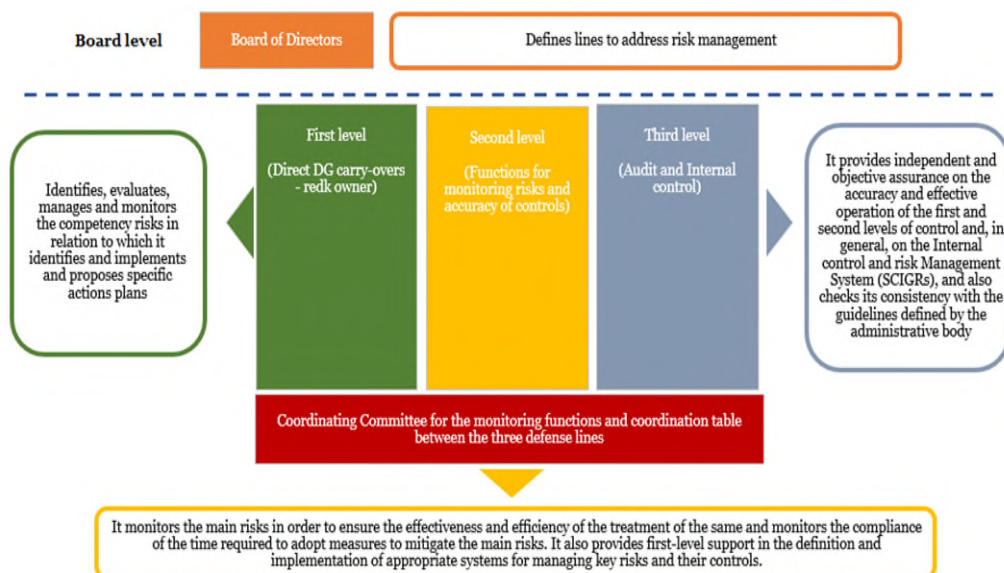 Board level
Board of Directors
Defines lines to address risk management
First level
(Direct DG carry-overs
- redk owner)
Second level
(Functions for
monitoring risks and
accuracy of controls)
Third level
(Audit and Internal
control)
Identifies, evaluates,
manages and monitors
the competency risks in
relation to which it
identifies and implements
and proposes specific
actions plans
It provides independent and
objective assurance on the
accuracy and effective
operation of the first and
second levels of control and, in
general, on the Internal
control and risk Management
System (SCIGRs), and also
checks its consistency with the
guidelines defined by the
administrative body
Coordinating Committee for the monitoring functions and coordination table
between the three defense lines
It monitors the main risks in order to ensure the effectiveness and efficiency of the treatment of the same and monitors the compliance
of the time required to adopt measures to mitigate the main risks. It also provides first-level support in the definition and
implementation of appropriate systems for managing key risks and their controls.